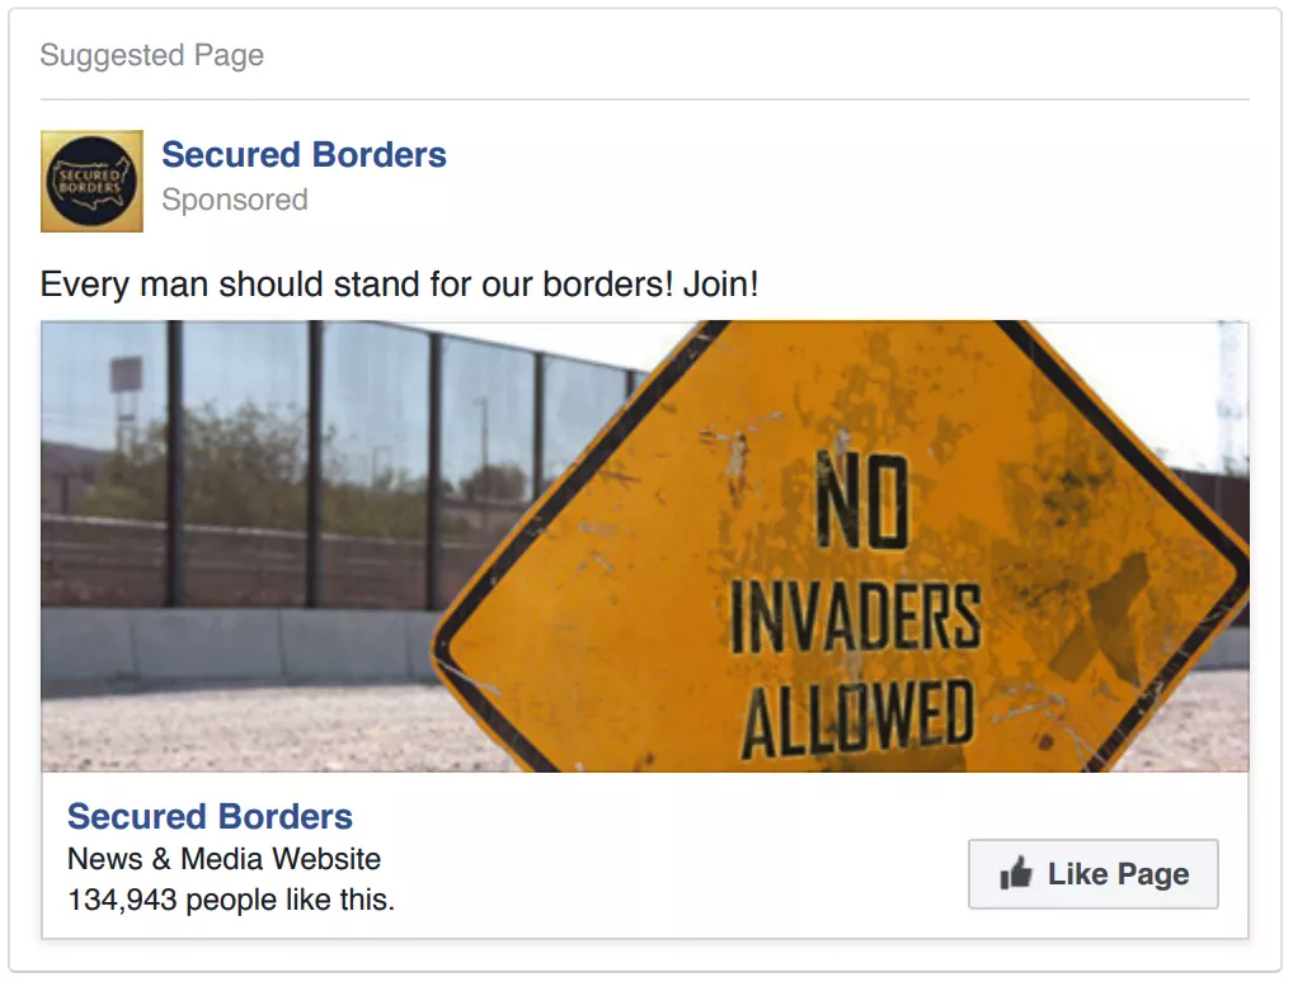 Suggested Page
SECURED
BORDERS
Secured Borders
Sponsored
Every man should stand for our borders! Join!
NO
INVADERS
ALLOWED
Secured Borders
News & Media Website
134,943 people like this.
Like Page